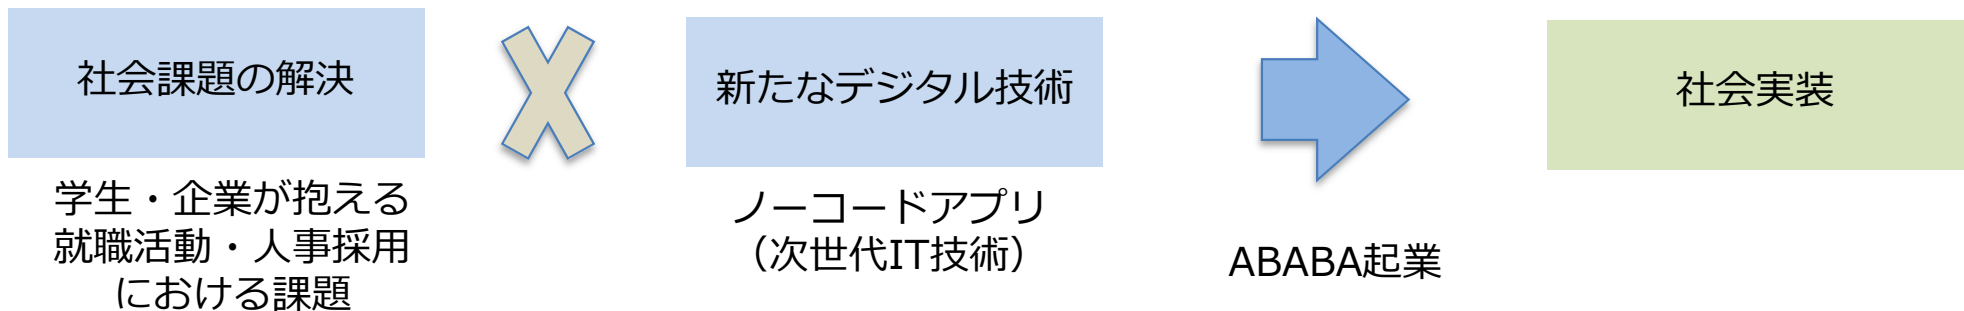 社会課題の解決
学生・企業が抱える
就職活動・人事採用
における課題
新たなデジタル技術
ノーコードアプリ
（次世代IT技術）
ABABA起業
社会実装